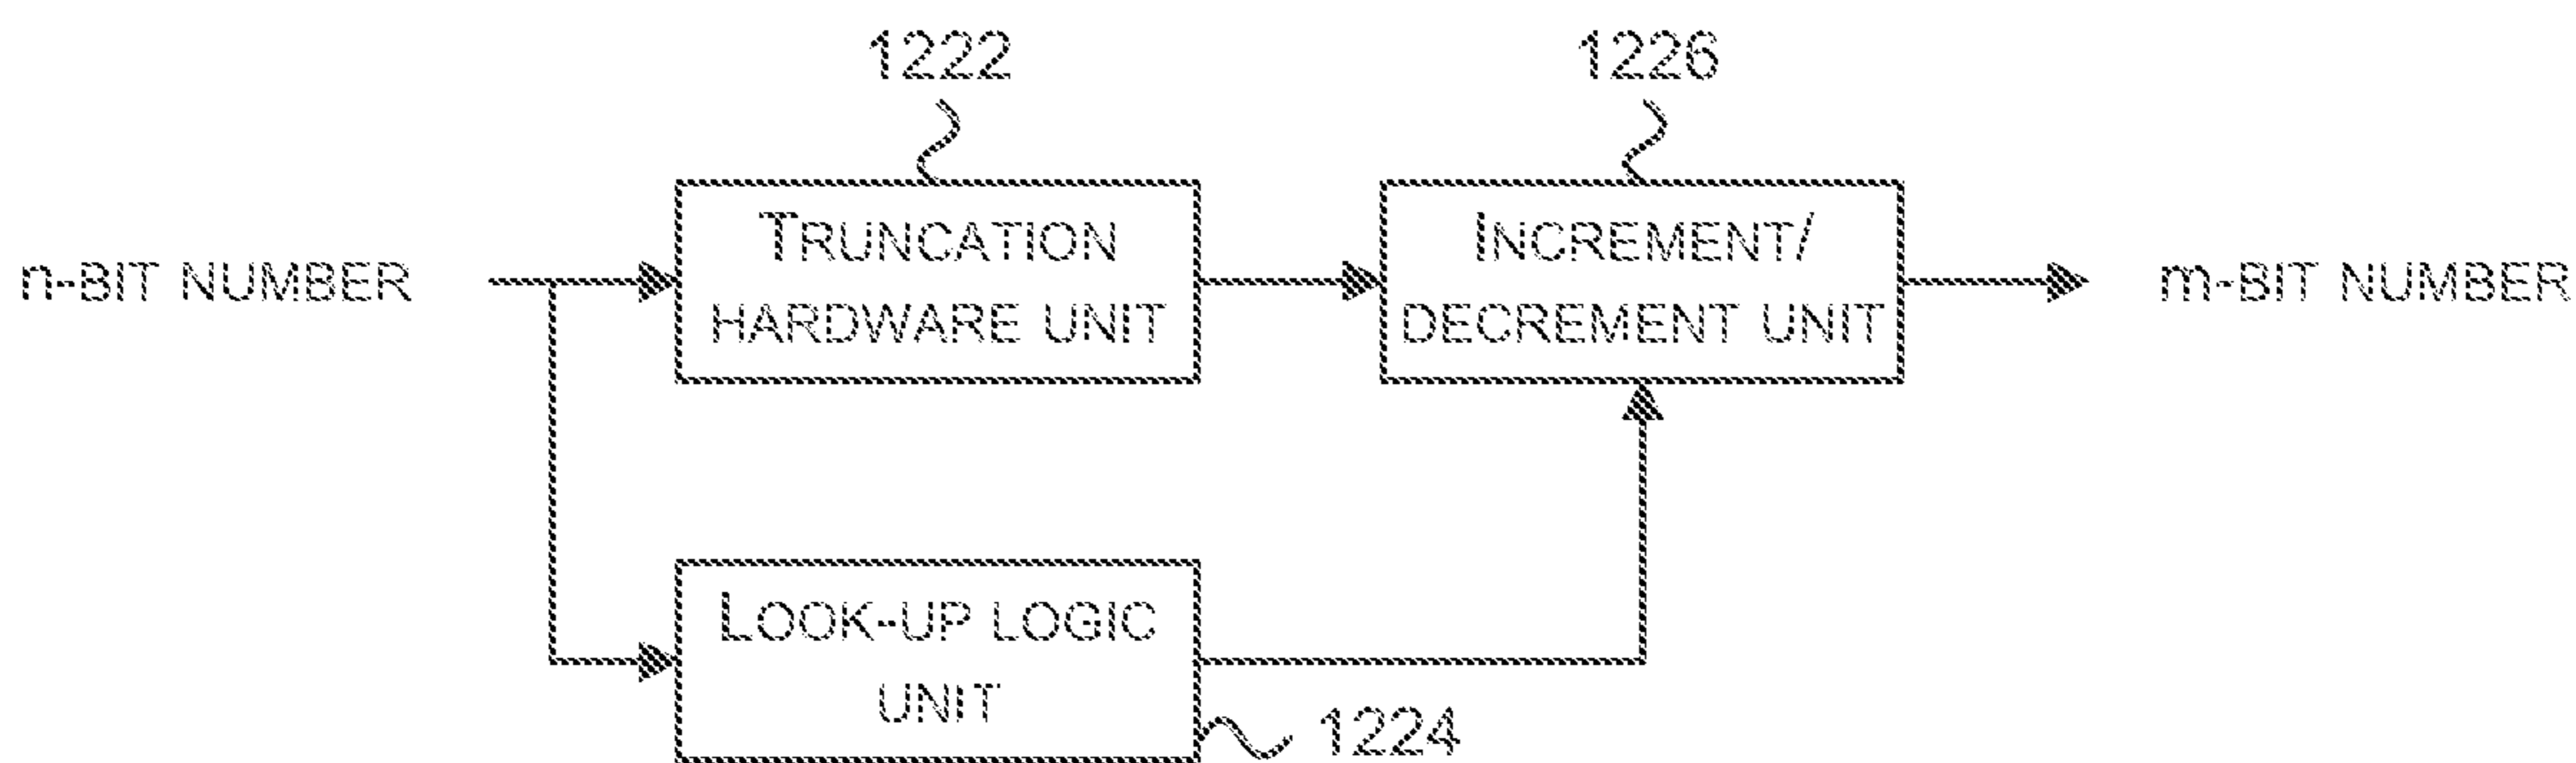 1222
1226
n-BIT NUMBER
TRUNCATION
HARDWARE UNIT
INCREMENT/
DECREMENT UNIT
m-BIT NUMBER
LOOK-UP LOGIC
UNIT
1224